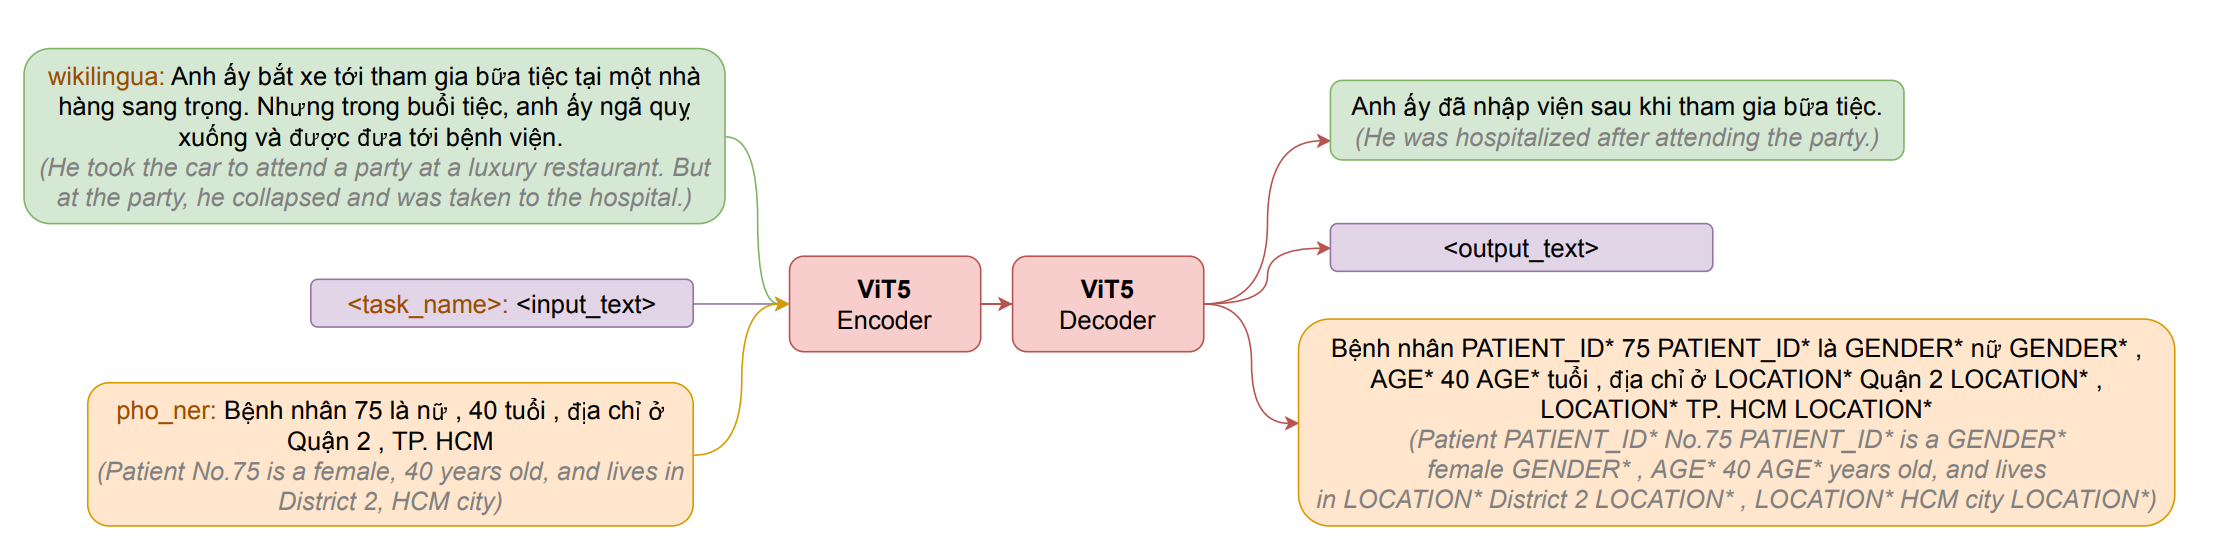 wikilingua: Anh ấy bắt xe tới tham gia bữa tiệc tại một nhà
hàng sang trọng. Nhưng trong buổi tiệc, anh ấy ngã quỵ
xuống và được đưa tới bệnh viện.
(He took the car to attend a party at a luxury restaurant. But
at the party, he collapsed and was taken to the hospital.)
<task_name>: <input_text>
pho_ner: Bệnh nhân 75 là nữ , 40 tuổi , địa chỉ ở
Quận 2 , TP. HCM
(Patient No.75 is a female, 40 years old, and lives in
District 2, HCM city)
ViT5
Encoder
ViT5
Decoder
Anh ấy đã nhập viện sau khi tham gia bữa tiệc.
(He was hospitalized after attending the party.)
<output_text>
Bệnh nhân PATIENT_ID* 75 PATIENT_ID* là GENDER* nữ GENDER* ,
AGE* 40 AGE* tuổi , địa chỉ ở LOCATION* Quận 2 LOCATION* ,
LOCATION* TP. HCM LOCATION*
(Patient PATIENT_ID* No.75 PATIENT_ID* is a GENDER*
female GENDER* , AGE* 40 AGE* years old, and lives
in LOCATION* District 2 LOCATION* , LOCATION* HCM city LOCATION*)